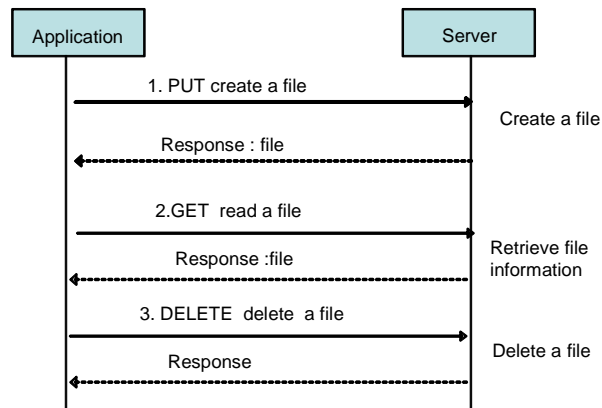 Application
Server
1. PUT create a file
Create a file
Response : file
2.GET read a file
Retrieve file
information
Response :file
3. DELETE delete a file
Delete a file
Response